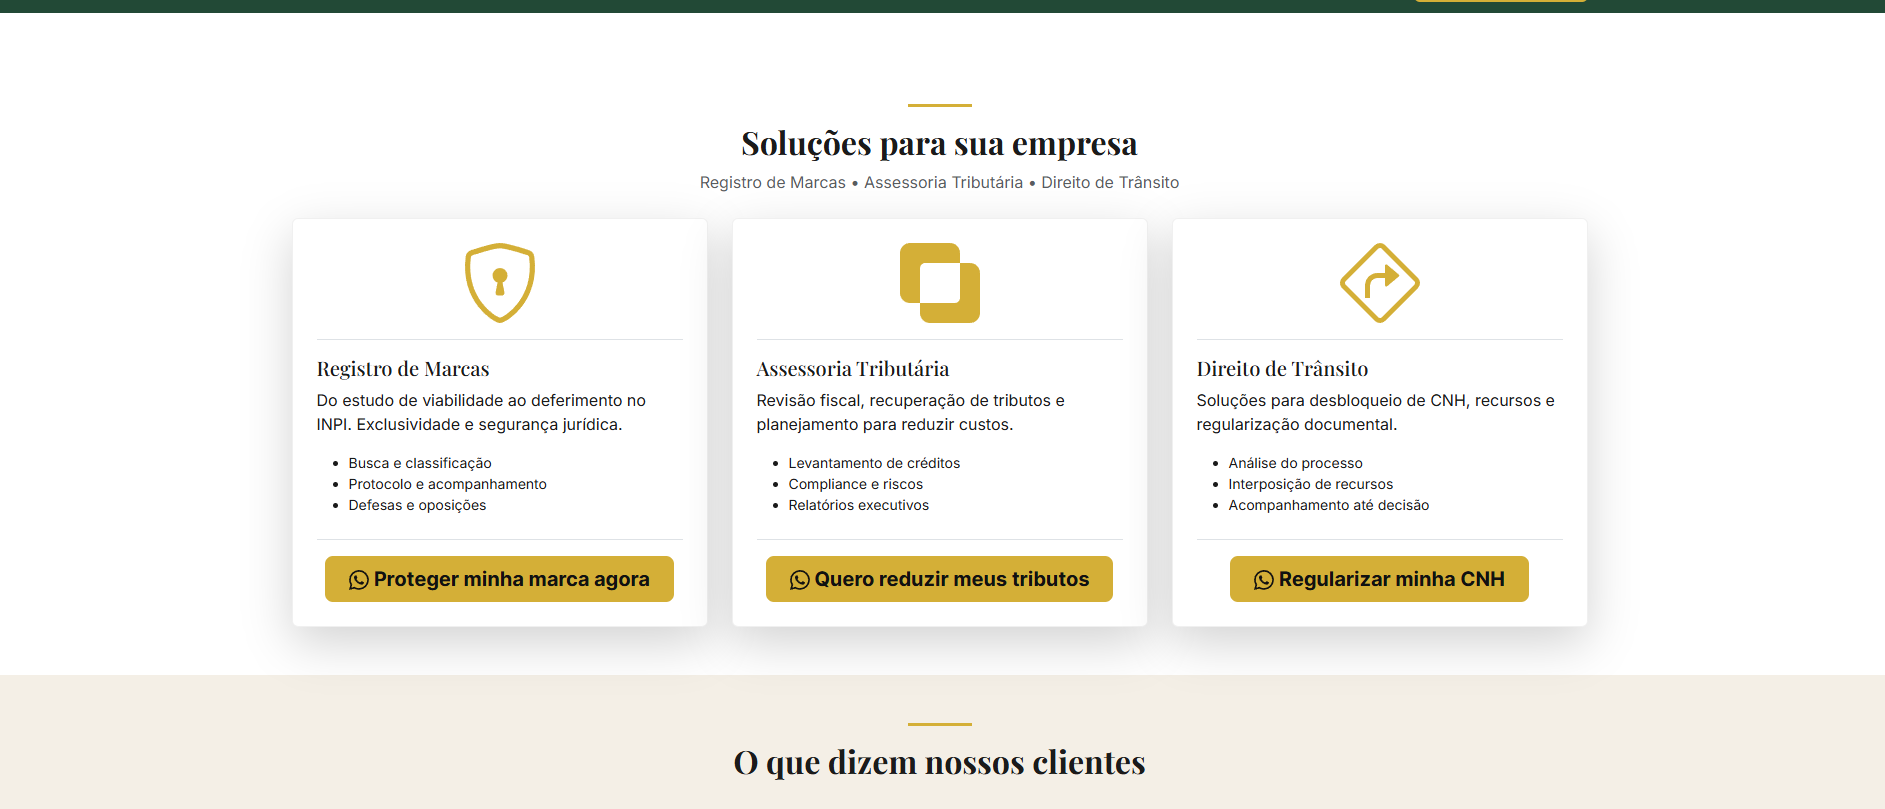 Soluções para sua empresa
Registro de Marcas • Assessoria Tributária • Direito de Trânsito
Registro de Marcas
Do estudo de viabilidade ao deferimento no
INPI. Exclusividade e segurança jurídica.
• Busca e classificação
• Protocolo e acompanhamento
• Defesas e oposições
Proteger minha marca agora
Assessoria Tributária
Revisão fiscal, recuperação de tributos e
planejamento para reduzir custos.
• Levantamento de créditos
• Compliance e riscos
• Relatórios executivos
Quero reduzir meus tributos
Direito de Trânsito
Soluções para desbloqueio de CNH, recursos e
regularização documental.
• Análise do processo
• Interposição de recursos
• Acompanhamento até decisão
Regularizar minha CNH
O que dizem nossos clientes